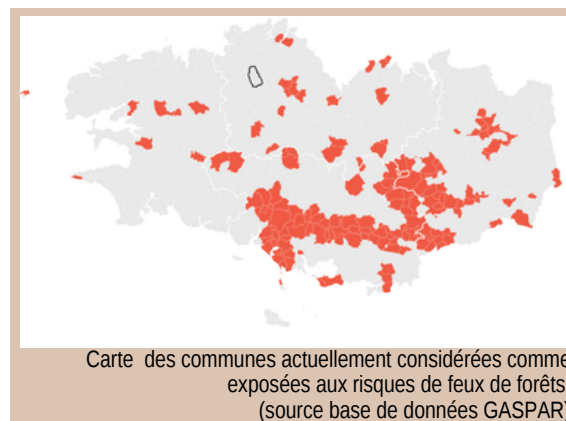 Carte des communes actuellement considérées comme
exposées aux risques de feux de forêts
(source base de données GASPAR)